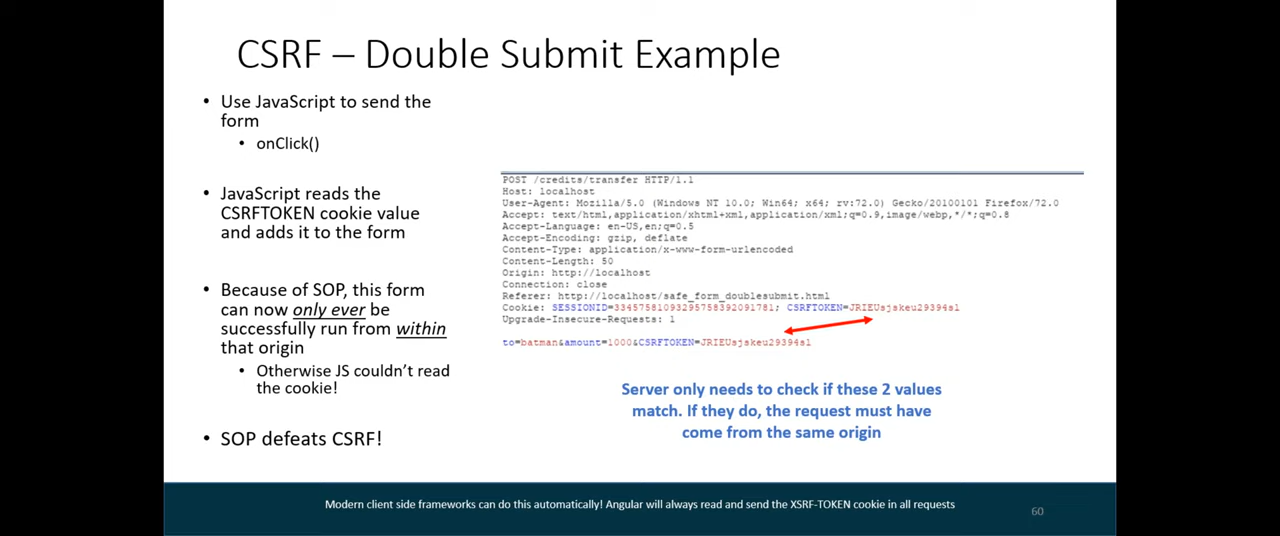 CSRF – Double Submit Example
• Use JavaScript to send the
form
• onClick()
• JavaScript reads the
CSRFTOKEN cookie value
and adds it to the form
• Because of SOP, this form
can now only ever be
successfully run from within
that origin
• Otherwise JS couldn't read
the cookie!
• SOP defeats CSRF!
POST /credits/transfer HTTP/1.1
Host: localhost
User-Agent: Mozilla/5.0 (Windows NT 10.0; Win64; x64; rv:72.0) Gecko/20100101 Firefox/72.0
Accept: text/html,application/xhtml+xml,application/xml;q=0.9,image/webp,*/*;q=0.8
Accept-Language: en-US,en;q=0.5
Accept-Encoding: gzip, deflate
Content-Type: application/x-www-form-urlencoded
Content-Length: 50
Origin: http://localhost
Connection: close
Referer: http://localhost/safe_form_doublesubmit.html
Cookie: SESSIONID=33457581093295758392091781; CSRFTOKEN=JRIEUsjskeu29394sl
Upgrade-Insecure-Requests: 1
to=batman&amount=1000&CSRFTOKEN=JRIEUsjskeu29394sl
Server only needs to check if these 2 values
match. If they do, the request must have
come from the same origin
Modern client side frameworks can do this automatically! Angular will always read and send the XSRF-TOKEN cookie in all requests
60